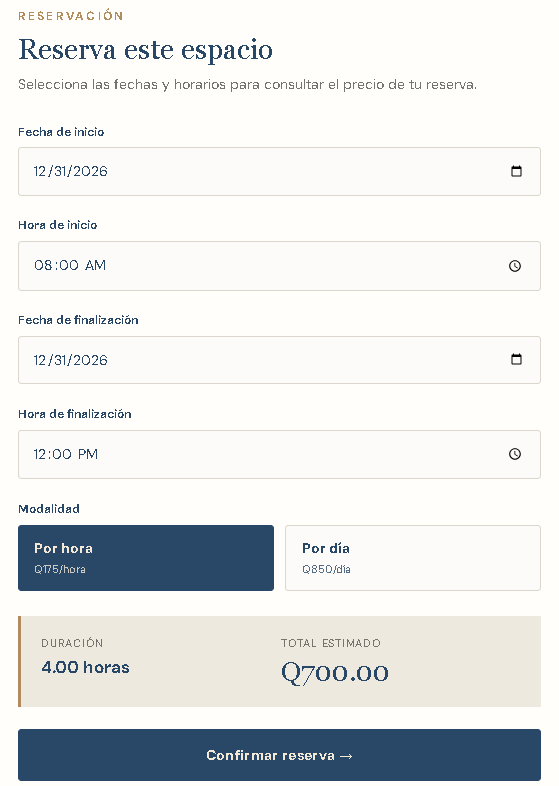 RESERVACIÓN
Reserva este espacio
Selecciona las fechas y horarios para consultar el precio de tu reserva.
Fecha de inicio
12/31/2026
Hora de inicio
08:00 AM
Fecha de finalización
12/31/2026
Hora de finalización
12:00 PM
Modalidad
Por hora
Q175/hora
Por día
Q850/día
DURACIÓN
4.00 horas
TOTAL ESTIMADO
Q700.00
Confirmar reserva →